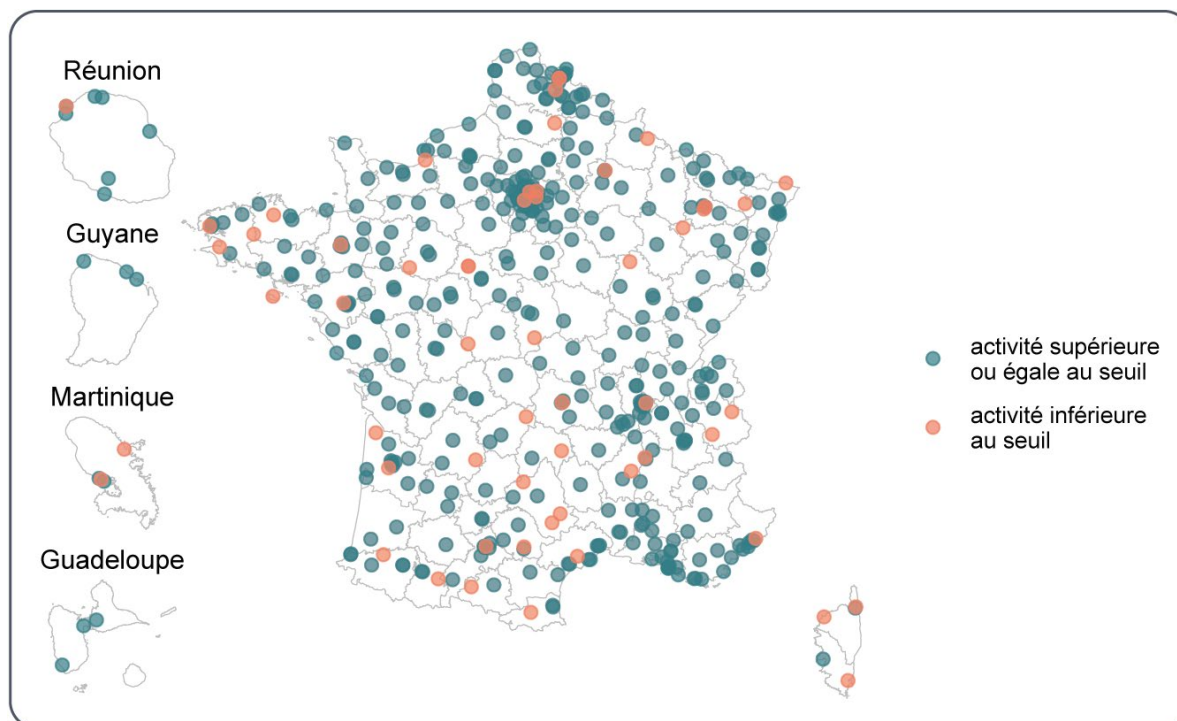 Réunion
Guyane
Martinique
Guadeloupe
activité supérieure
ou égale au seuil
activité inférieure
au seuil